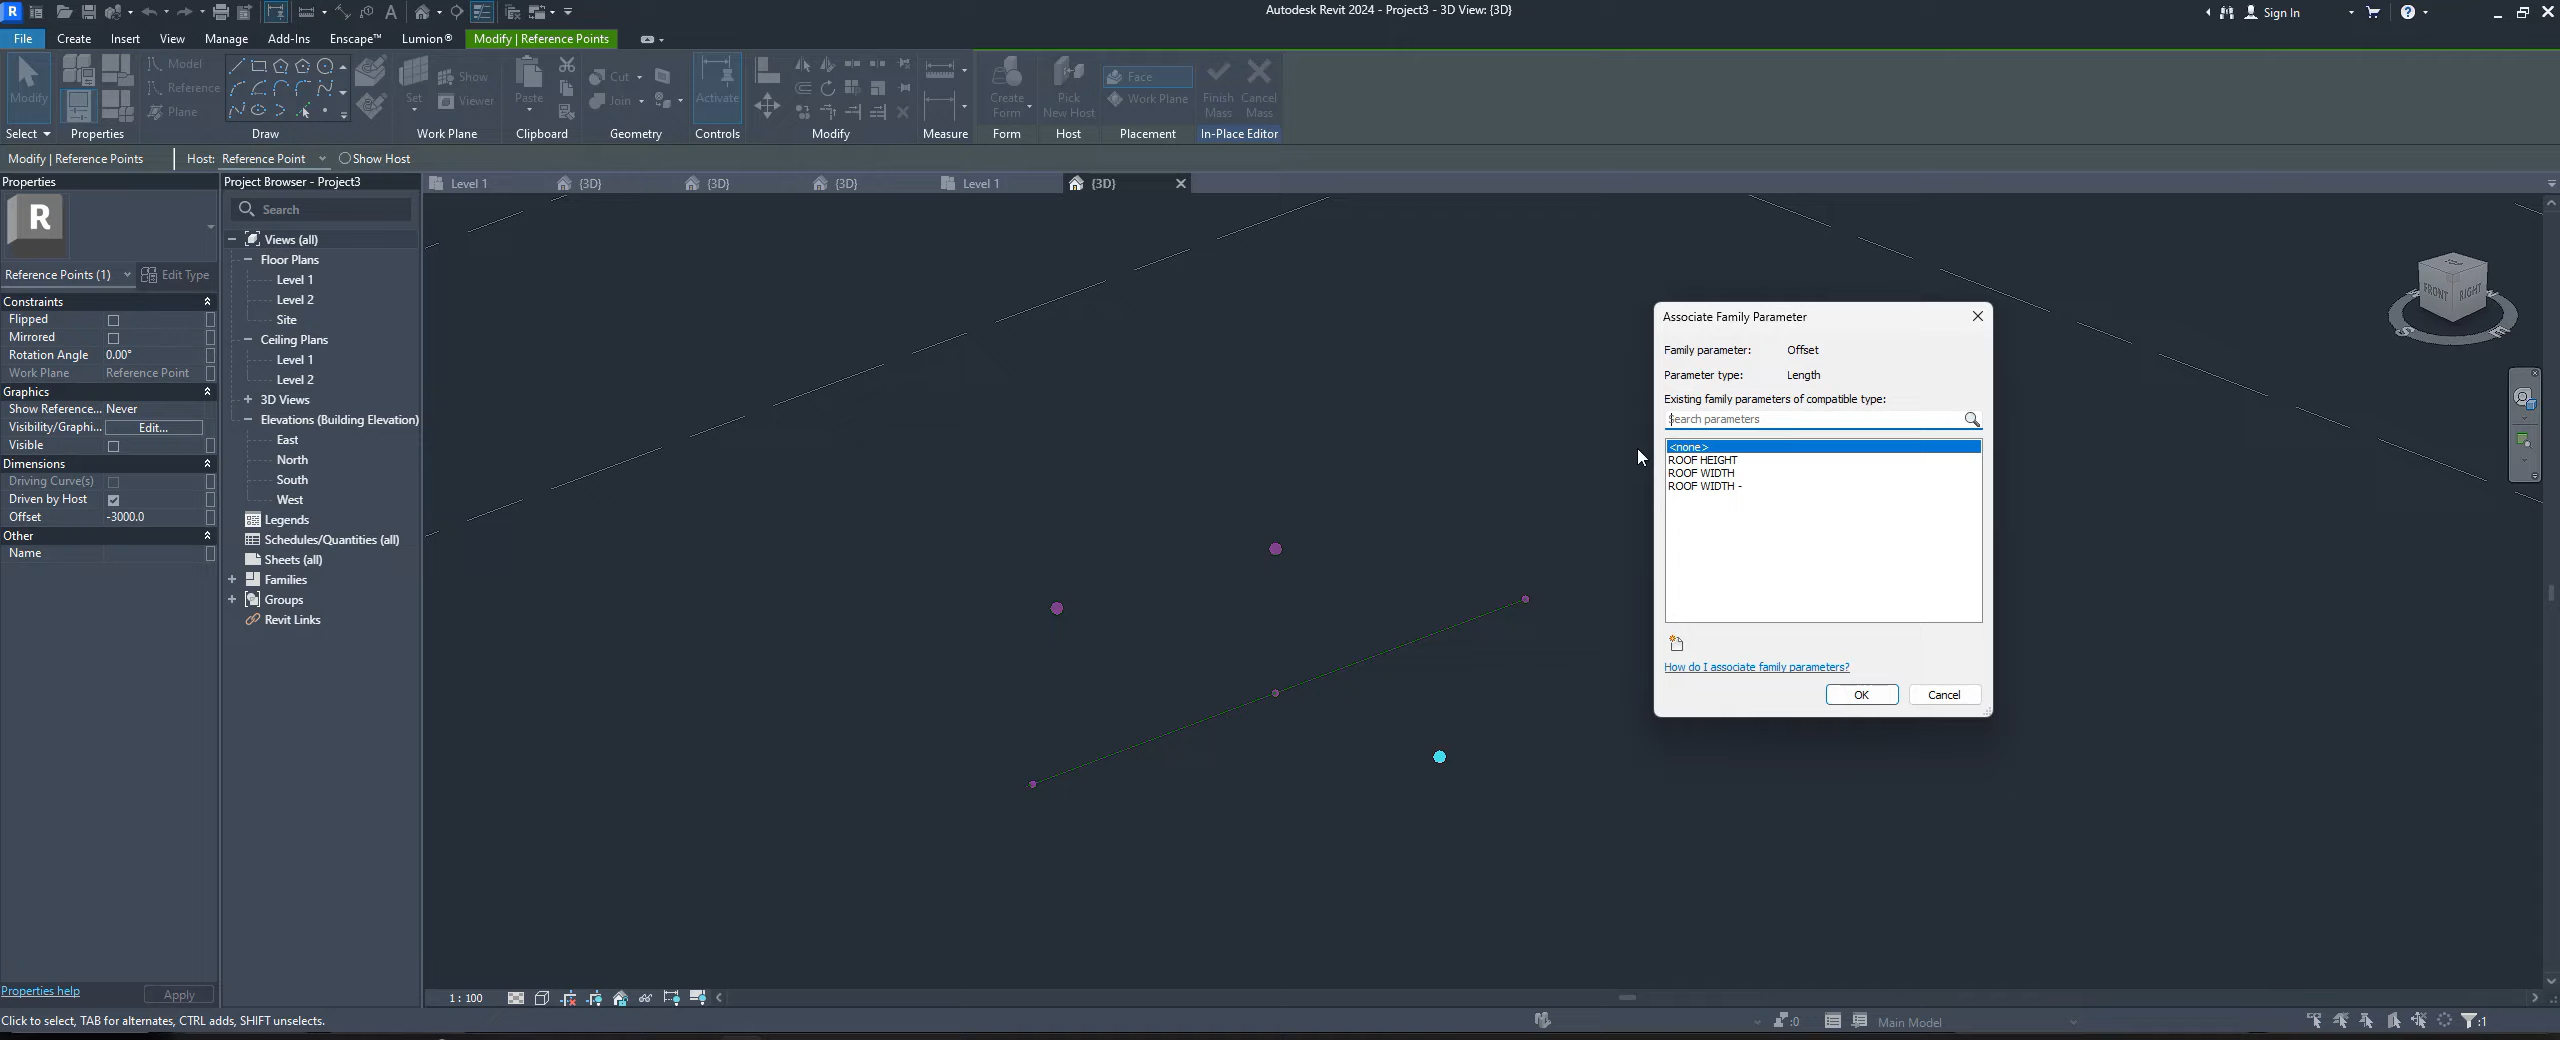 Autodesk Revit 2024 - Project3 - 3D View: {3D}
Sign In
File Create Insert View Manage Add-Ins Enscape™ Lumion® Modify | Reference Points
Modify
Model
Reference
Plane
Set
Show
Viewer
Paste
Cut
Join
Activate
Create
Form
Pick
New Host
Face
Work Plane
Finish
Mass
Cancel
Mass
Select Properties Draw Work Plane Clipboard Geometry Controls Modify Measure Form Host Placement In-Place Editor
Modify | Reference Points Host: Reference Point Show Host
Properties
Project Browser - Project3
Level 1 {3D} {3D} {3D} Level 1 {3D}
R
Reference Points (1) Edit Type
Constraints
Flipped
Mirrored
Rotation Angle 0.00°
Work Plane Reference Point
Graphics
Show Reference... Never
Visibility/Graphi... Edit...
Visible
Dimensions
Driving Curve(s)
Driven by Host
Offset -3000.0
Other
Name
Properties help Apply
Search
Views (all)
Floor Plans
Level 1
Level 2
Site
Ceiling Plans
Level 1
Level 2
3D Views
Elevations (Building Elevation)
East
North
South
West
Legends
Schedules/Quantities (all)
Sheets (all)
Families
Groups
Revit Links
FRONT RIGHT
S E
Associate Family Parameter
Family parameter: Offset
Parameter type: Length
Existing family parameters of compatible type:
Search parameters
<none>
ROOF HEIGHT
ROOF WIDTH
ROOF WIDTH -
How do I associate family parameters?
OK Cancel
1 : 100
Click to select, TAB for alternates, CTRL adds, SHIFT unselects.
:0 Main Model :1